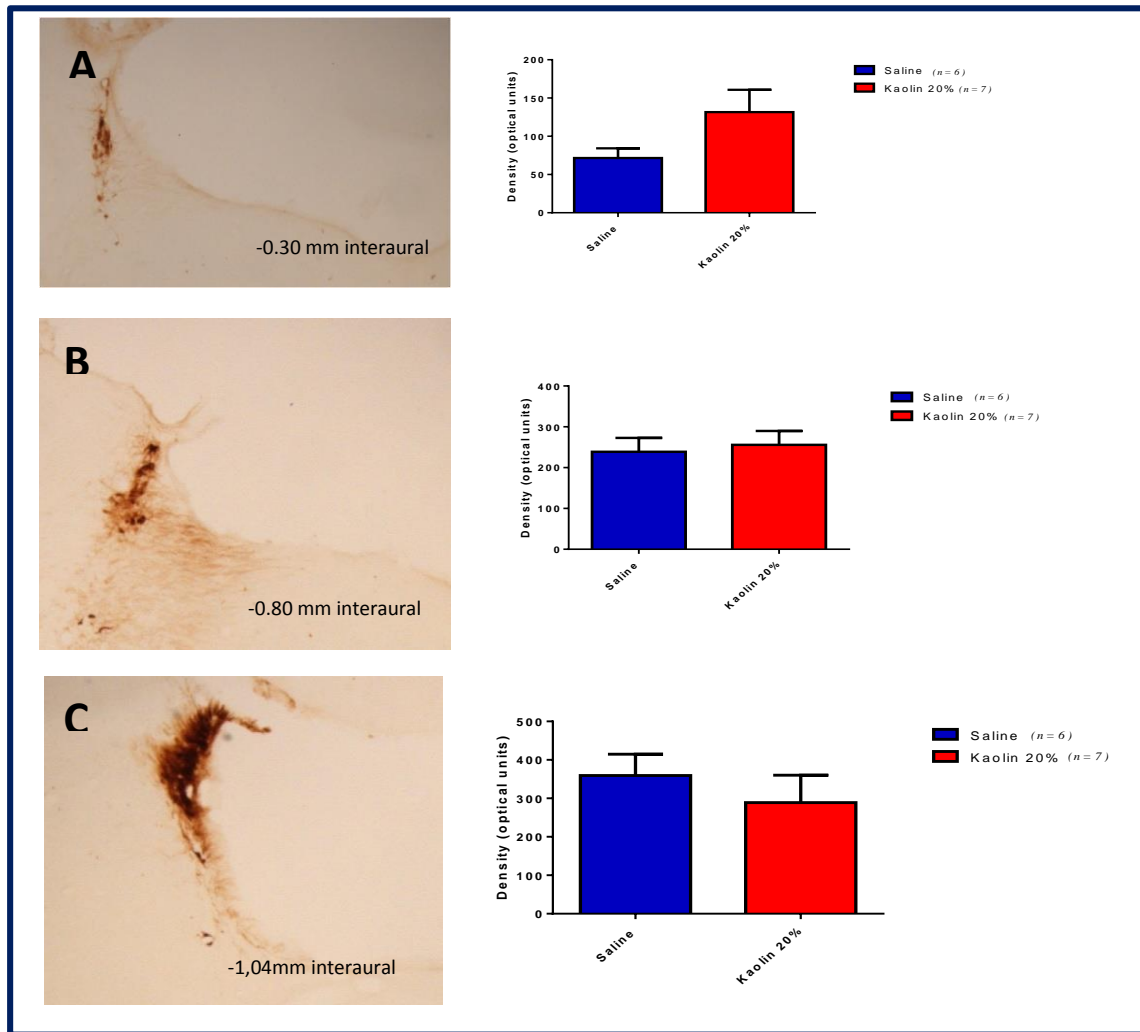 A
-0.30 mm interaural
Density (optical units)
200
150
100
50
0
Saline
Kaolin 20%
Saline (n=6)
Kaolin 20% (n=7)
B
-0.80 mm interaural
Density (optical units)
400
300
200
100
0
Saline
Kaolin 20%
Saline (n=6)
Kaolin 20% (n=7)
C
-1,04mm interaural
Density (optical units)
500
400
300
200
100
0
Saline
Kaolin 20%
Saline (n=6)
Kaolin 20% (n=7)